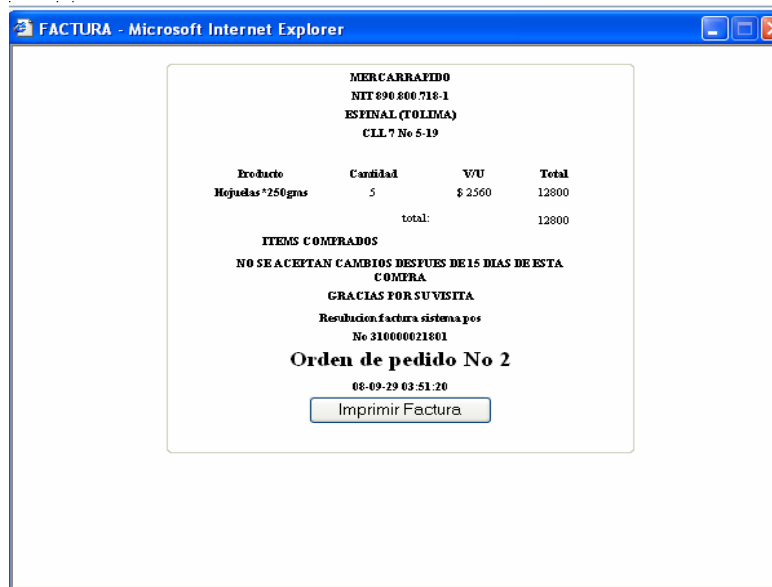 FACTURA - Microsoft Internet Explorer
MERCARRAPIDO
NIT 890.800.718-1
ESPINAL (TOLIMA)
CLL 7 No 5-19
Producto Cantidad V/U Total
Hojuelas*250gms 5 $ 2560 12800
total: 12800
ITEMS COMPRADOS
NO SE ACEPTAN CAMBIOS DESPUES DE 15 DIAS DE ESTA
COMPRA
GRACIAS POR SU VISITA
Resulucion factura sistema pos
No 310000021801
Orden de pedido No 2
08-09-29 03:51:20
Imprimir Factura